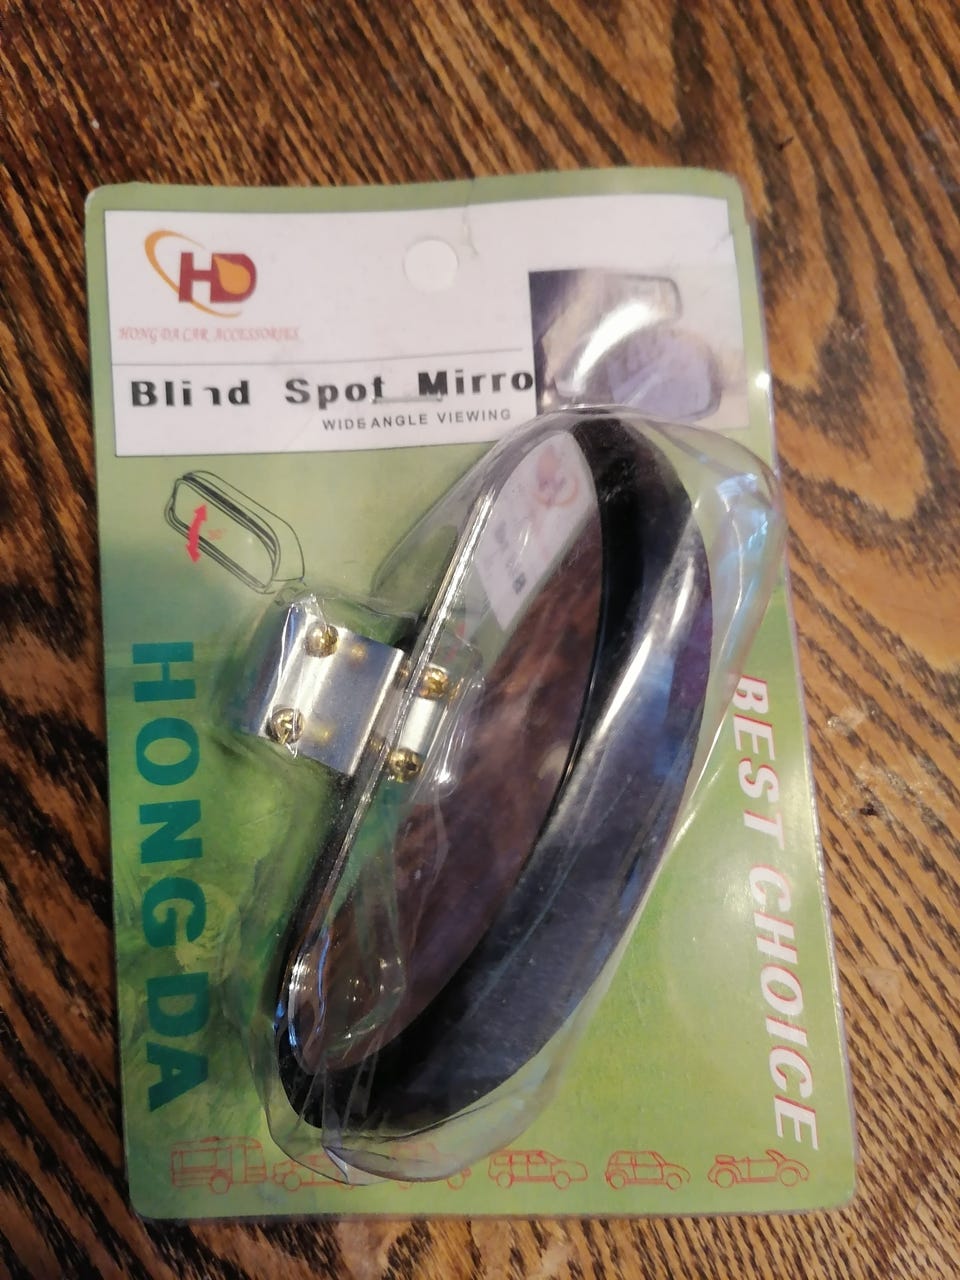 HD
HONG DA CAR ACCESSORIES
Blind Spot Mirro
WIDE ANGLE VIEWING
HONG DA
BEST CHOICE